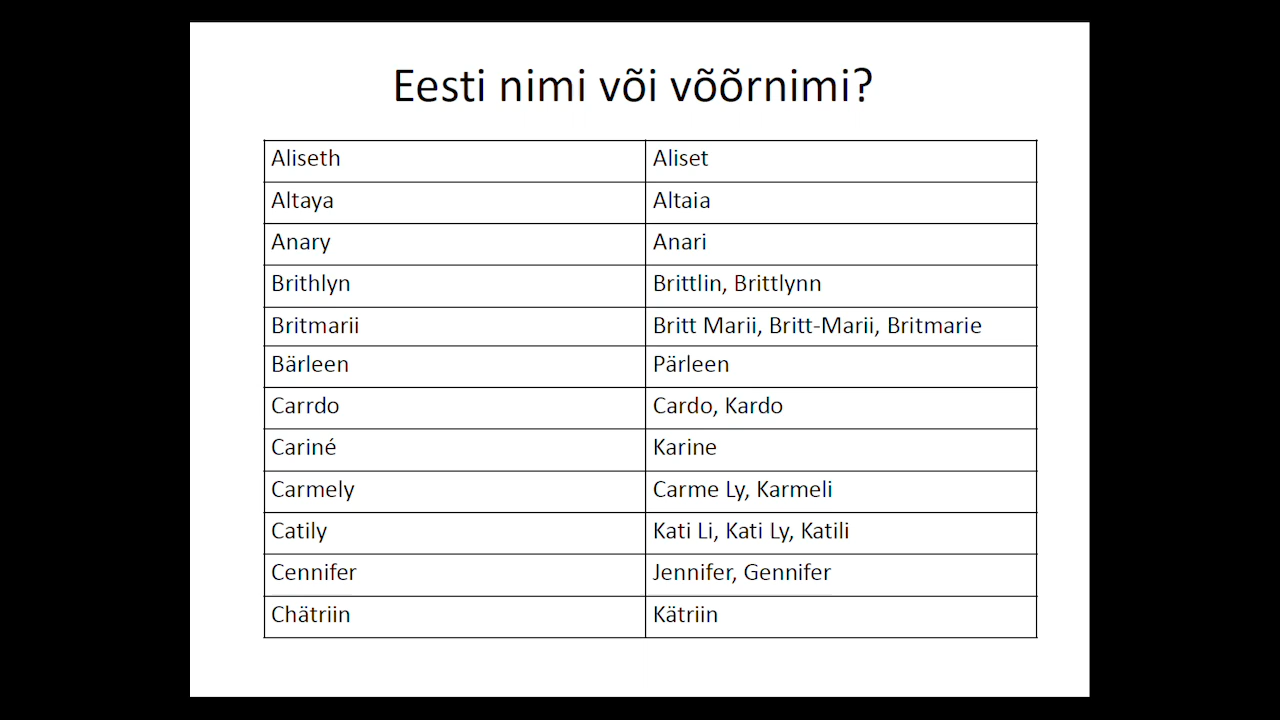 Eesti nimi või võõrnimi?
Aliseth Aliset
Altaya Altaia
Anary Anari
Brithlyn Brittlin, Brittlynn
Britmarii Britt Marii, Britt-Marii, Britmarie
Bärleen Pärleen
Carrdo Cardo, Kardo
Cariné Karine
Carmely Carme Ly, Karmeli
Catily Kati Li, Kati Ly, Katili
Cennifer Jennifer, Gennifer
Chätriin Kätriin